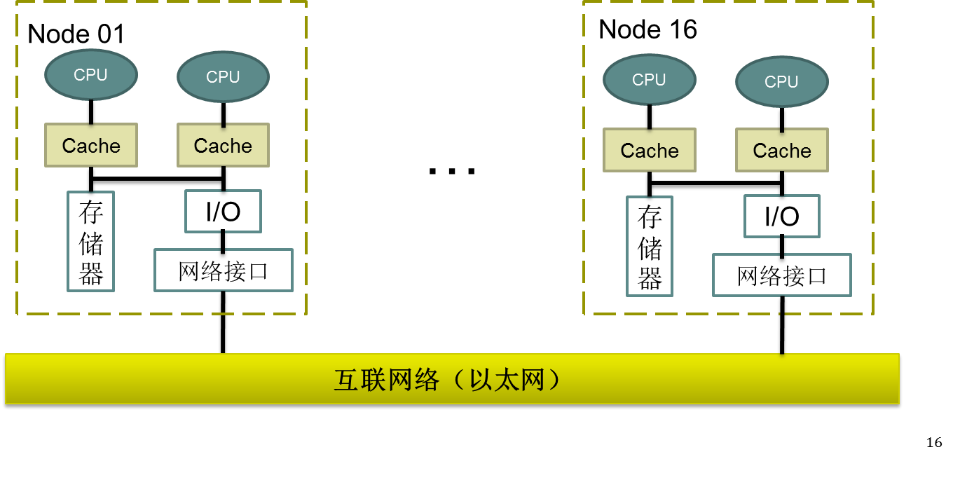 Node 01
CPU
CPU
Cache
Cache
存储器
I/O
网络接口
...
Node 16
CPU
CPU
Cache
Cache
存储器
I/O
网络接口
互联网络（以太网）
16